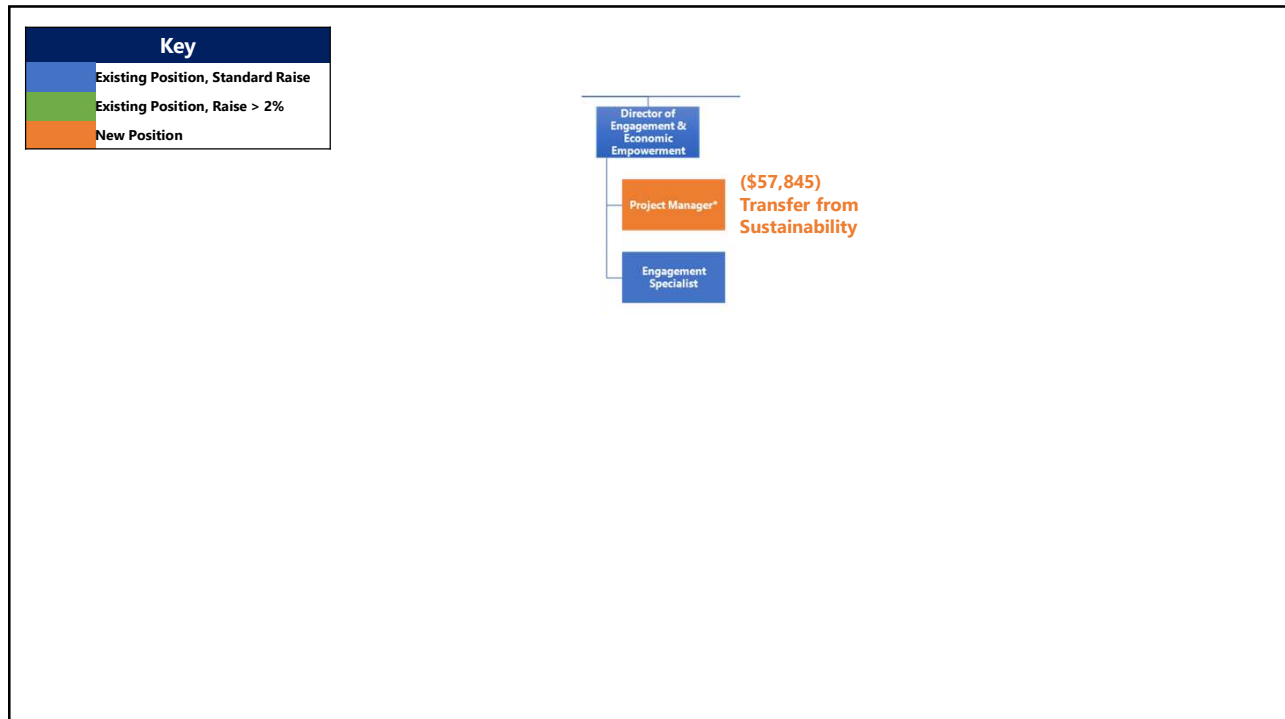 Key
Existing Position, Standard Raise
Existing Position, Raise > 2%
New Position
Director of
Engagement &
Economic
Empowerment
Project Manager*
($57,845)
Transfer from
Sustainability
Engagement
Specialist